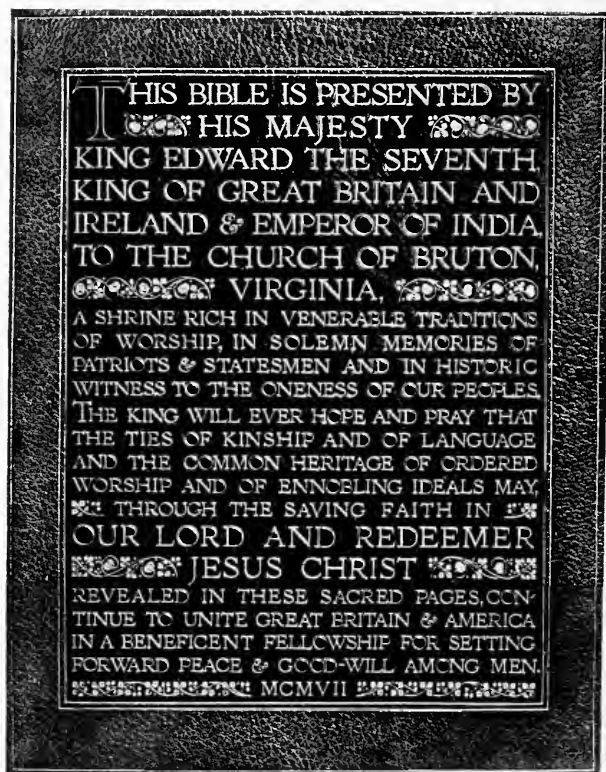 THIS BIBLE IS PRESENTED BY
HIS MAJESTY
KING EDWARD THE SEVENTH
KING OF GREAT BRITAIN AND
IRELAND & EMPEROR OF INDIA,
TO THE CHURCH OF BRUTON,
VIRGINIA,
A SHRINE RICH IN VENERABLE TRADITIONS
OF WORSHIP, IN SOLEMN MEMORIES OF
PATRIOTS & STATESMEN AND IN HISTORIC
WITNESS TO THE ONENESS OF OUR PEOPLES.
THE KING WILL EVER HOPE AND PRAY THAT
THE TIES OF KINSHIP AND OF LANGUAGE
AND THE COMMON HERITAGE OF ORDERED
WORSHIP AND OF ENNOBLING IDEALS MAY,
THROUGH THE SAVING FAITH IN
OUR LORD AND REDEEMER
JESUS CHRIST
REVEALED IN THESE SACRED PAGES, CON-
TINUE TO UNITE GREAT BRITAIN & AMERICA
IN A BENEFICENT FELLOWSHIP FOR SETTING
FORWARD PEACE & GOOD-WILL AMONG MEN.
MCMVII